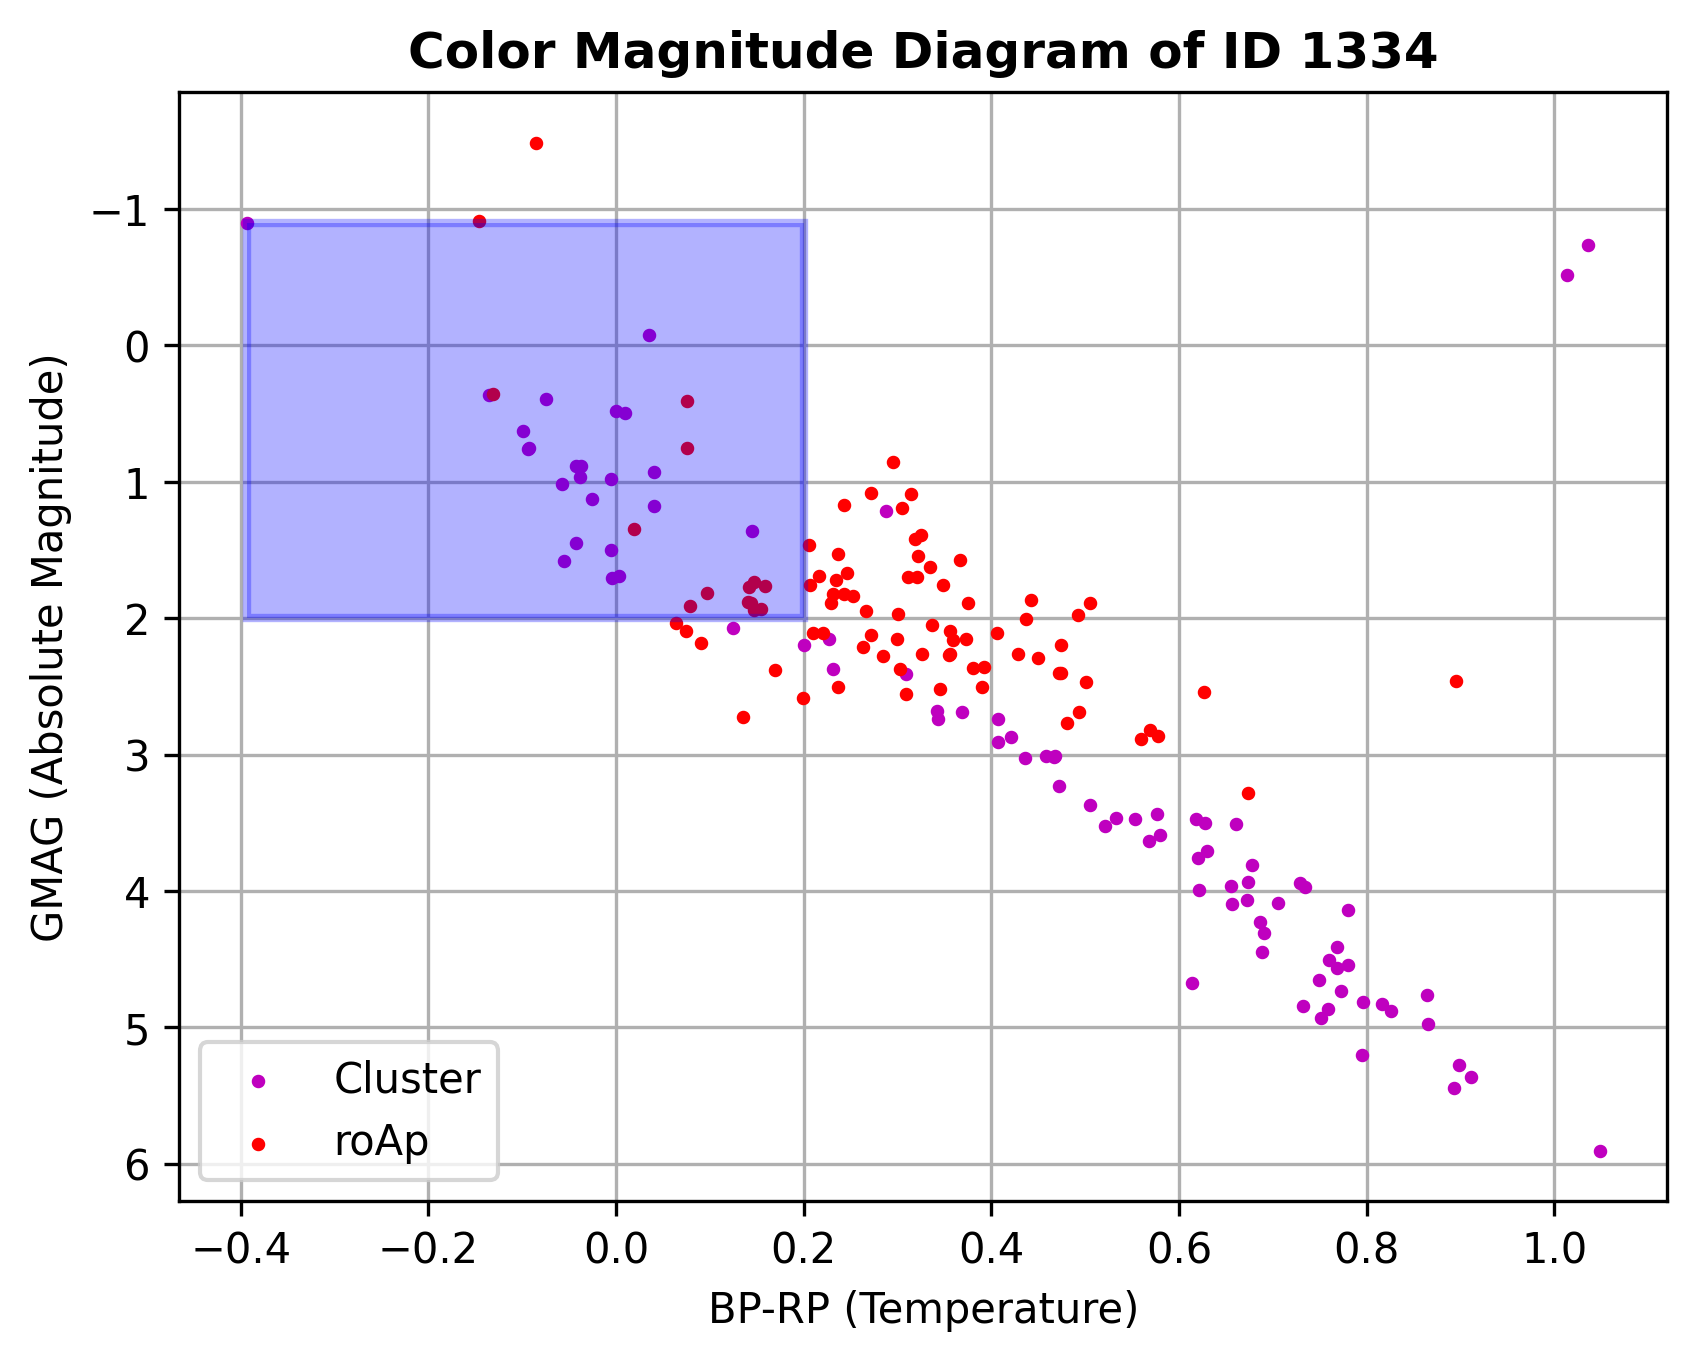 Color Magnitude Diagram of ID 1334
GMAG (Absolute Magnitude)
−1
0
1
2
3
4
5
6
Cluster
roAp
−0.4 −0.2 0.0 0.2 0.4 0.6 0.8 1.0
BP-RP (Temperature)